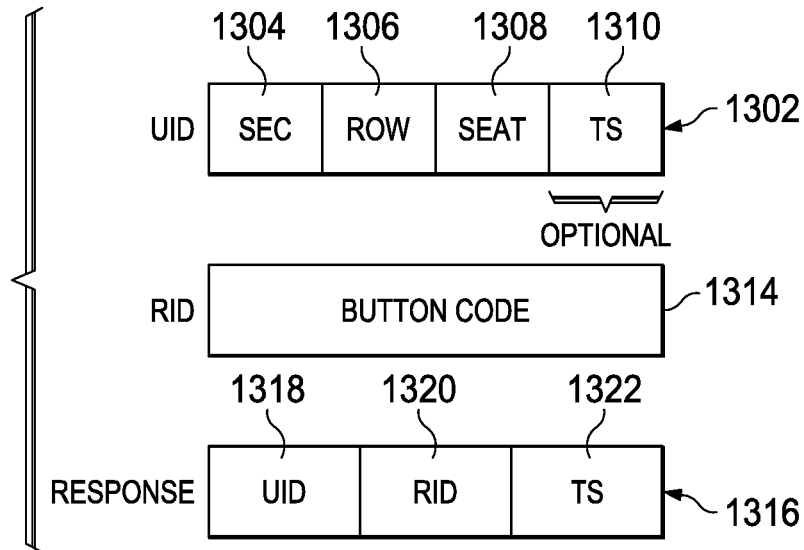 1304 1306 1308 1310
UID SEC ROW SEAT TS 1302
OPTIONAL
RID BUTTON CODE 1314
1318 1320 1322
RESPONSE UID RID TS 1316